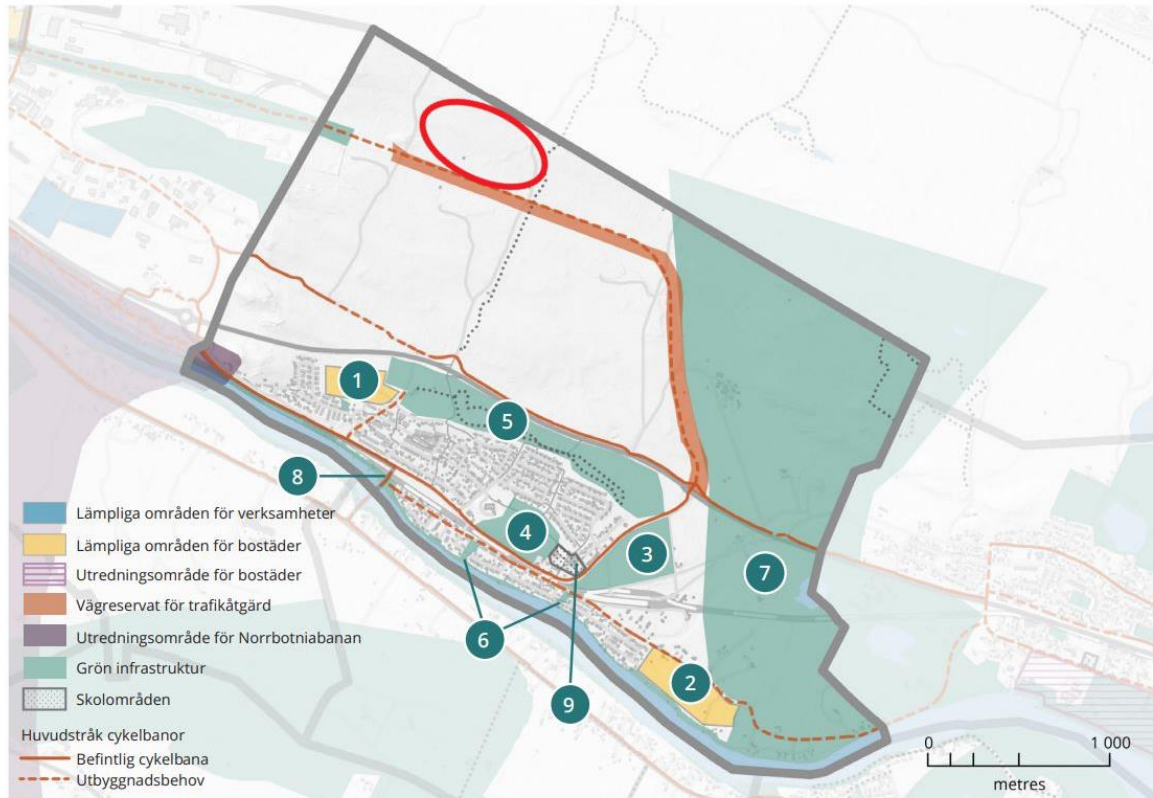 1
5
8
4
3
7
6
2
9
Lämpliga områden för verksamheter
Lämpliga områden för bostäder
Utredningsområde för bostäder
Vägreservat för trafikåtgärd
Utredningsområde för Norrbotniabanan
Grön infrastruktur
Skolområden
Huvudstråk cykelbanor
Befintlig cykelbana
Utbyggnadsbehov
0 1 000
metres